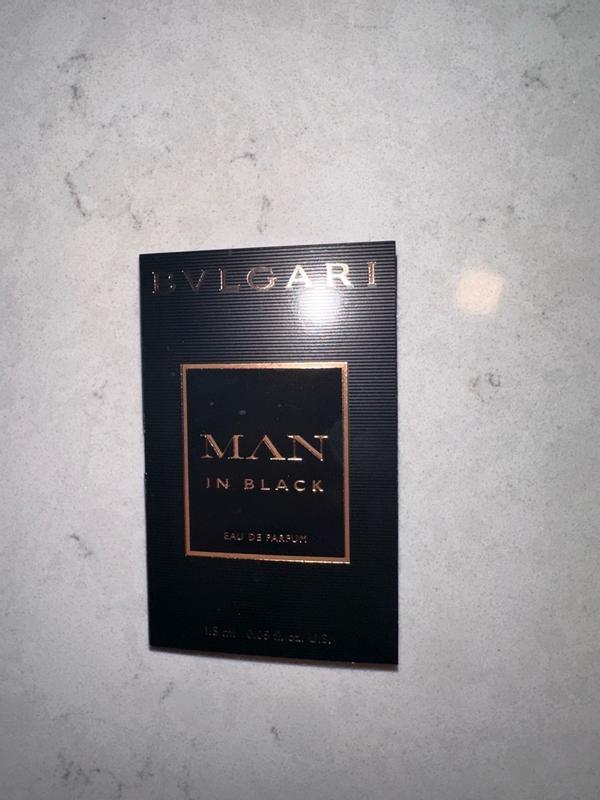 BVLGARI
MAN
IN BLACK
EAU DE PARFUM
1.5 ml 0.05 fl. oz. U.S.